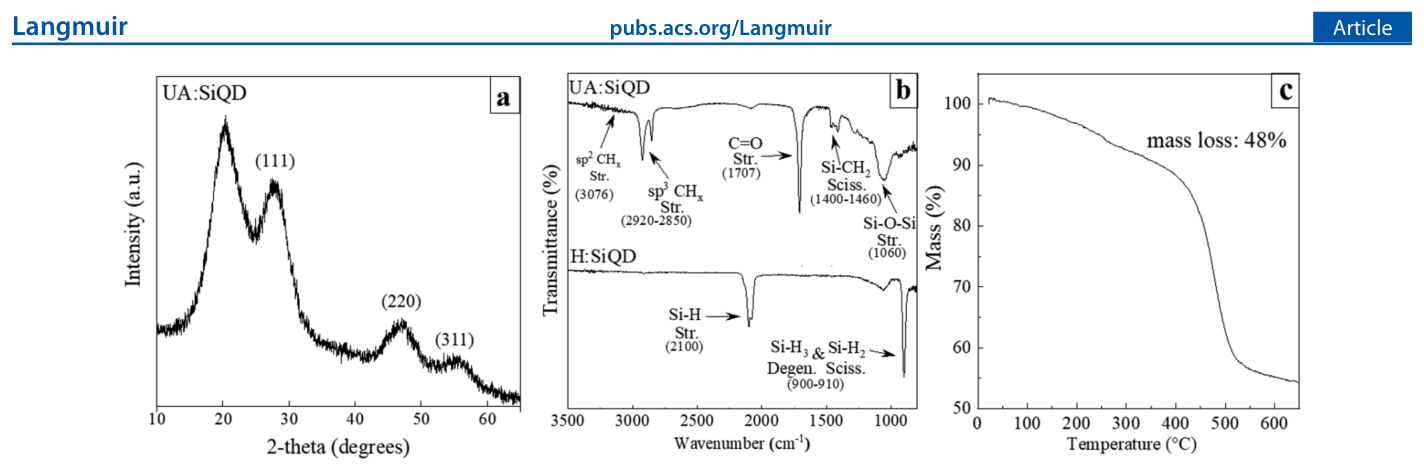 Langmuir
pubs.acs.org/Langmuir
Article
UA:SiQD
a
(111)
(220)
(311)
Intensity (a.u.)
10 20 30 40 50 60
2-theta (degrees)
UA:SiQD
b
sp² CHₓ
Str.
(3076)
sp³ CHₓ
Str.
(2920-2850)
C=O
Str.
(1707)
Si-CH₂
Sciss.
(1400-1460)
Si-O-Si
Str.
(1060)
H:SiQD
Si-H
Str.
(2100)
Si-H₃ & Si-H₂
Degen. Sciss.
(900-910)
Transmittance (%)
3500 3000 2500 2000 1500 1000
Wavenumber (cm⁻¹)
c
mass loss: 48%
Mass (%)
100
90
80
70
60
50
0 100 200 300 400 500 600
Temperature (°C)